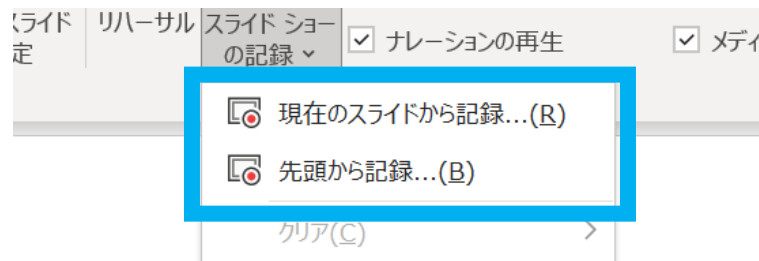 スライド リハーサル スライド ショー ナレーションの再生 メディ
定 の記録
現在のスライドから記録...(R)
先頭から記録...(B)
クリア(C)